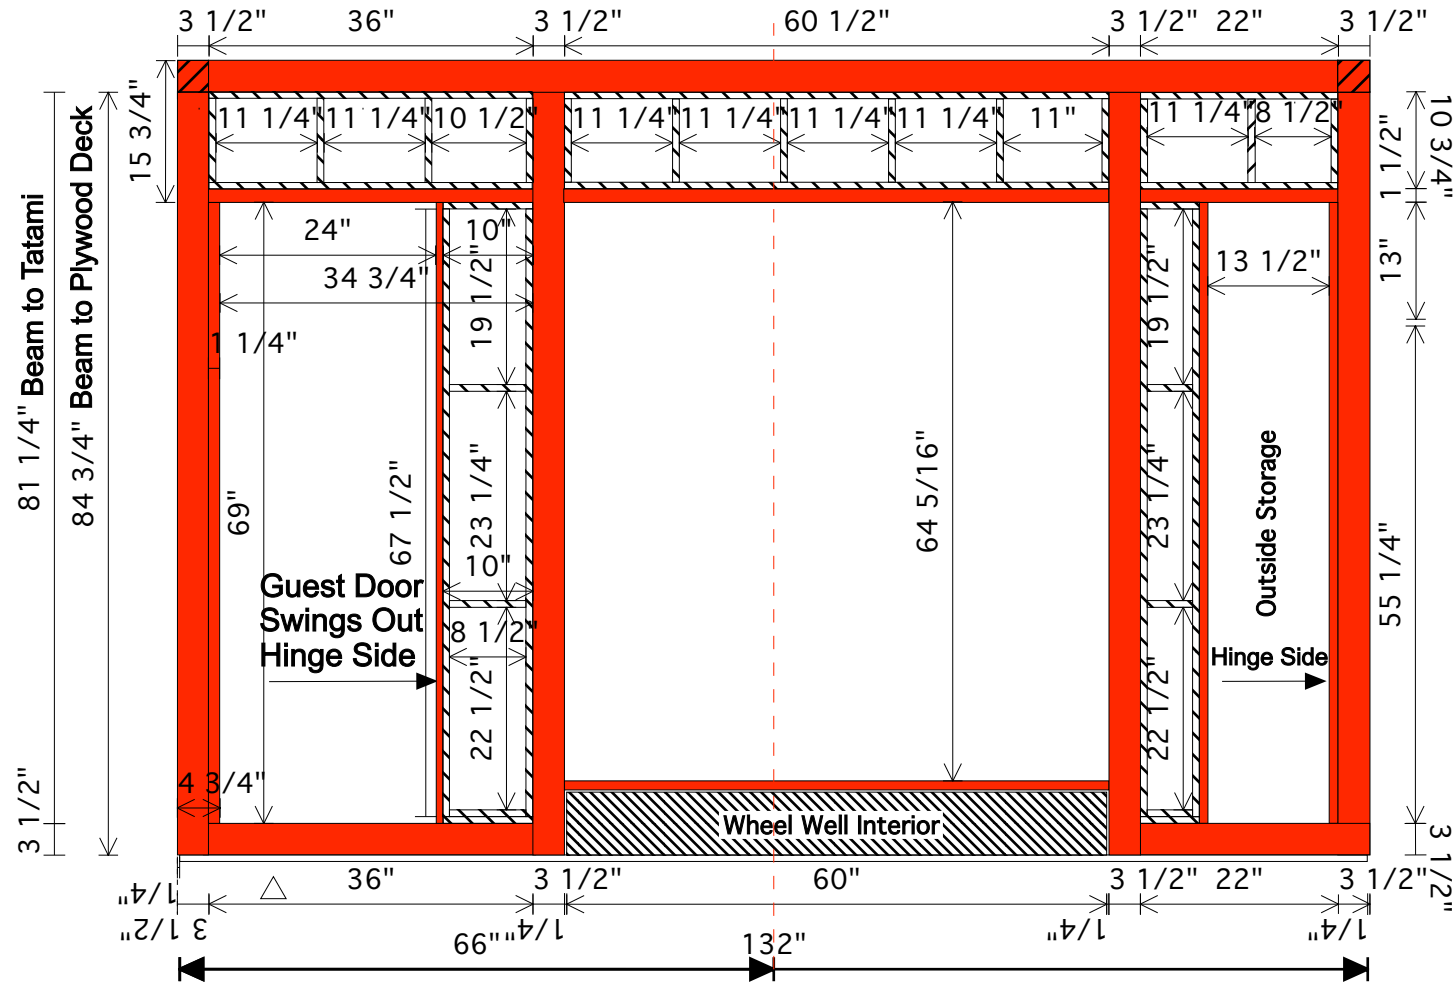 3 1/2" 36" 3 1/2" 60 1/2" 3 1/2" 22" 3 1/2"
15 3/4"
11 1/4" 11 1/4" 10 1/2" 11 1/4" 11 1/4" 11 1/4" 11 1/4" 11" 11 1/4" 8 1/2"
10 3/4"
1 1/2"
81 1/4" Beam to Tatami
84 3/4" Beam to Plywood Deck
24" 10"
34 3/4"
19 1/2"
1 1/4"
69"
67 1/2"
23 1/4"
10"
Guest Door
Swings Out
Hinge Side
8 1/2"
22 1/2"
4 3/4"
3 1/2"
64 5/16"
Wheel Well Interior
19 1/2"
23 1/4"
22 1/2"
13 1/2"
Outside Storage
Hinge Side
13"
55 1/4"
3 1/2"
36" 3 1/2" 60" 3 1/2" 22" 3 1/2"
1/4"
3 1/2"
1/4"
1/4"
1/4"
66" 132"